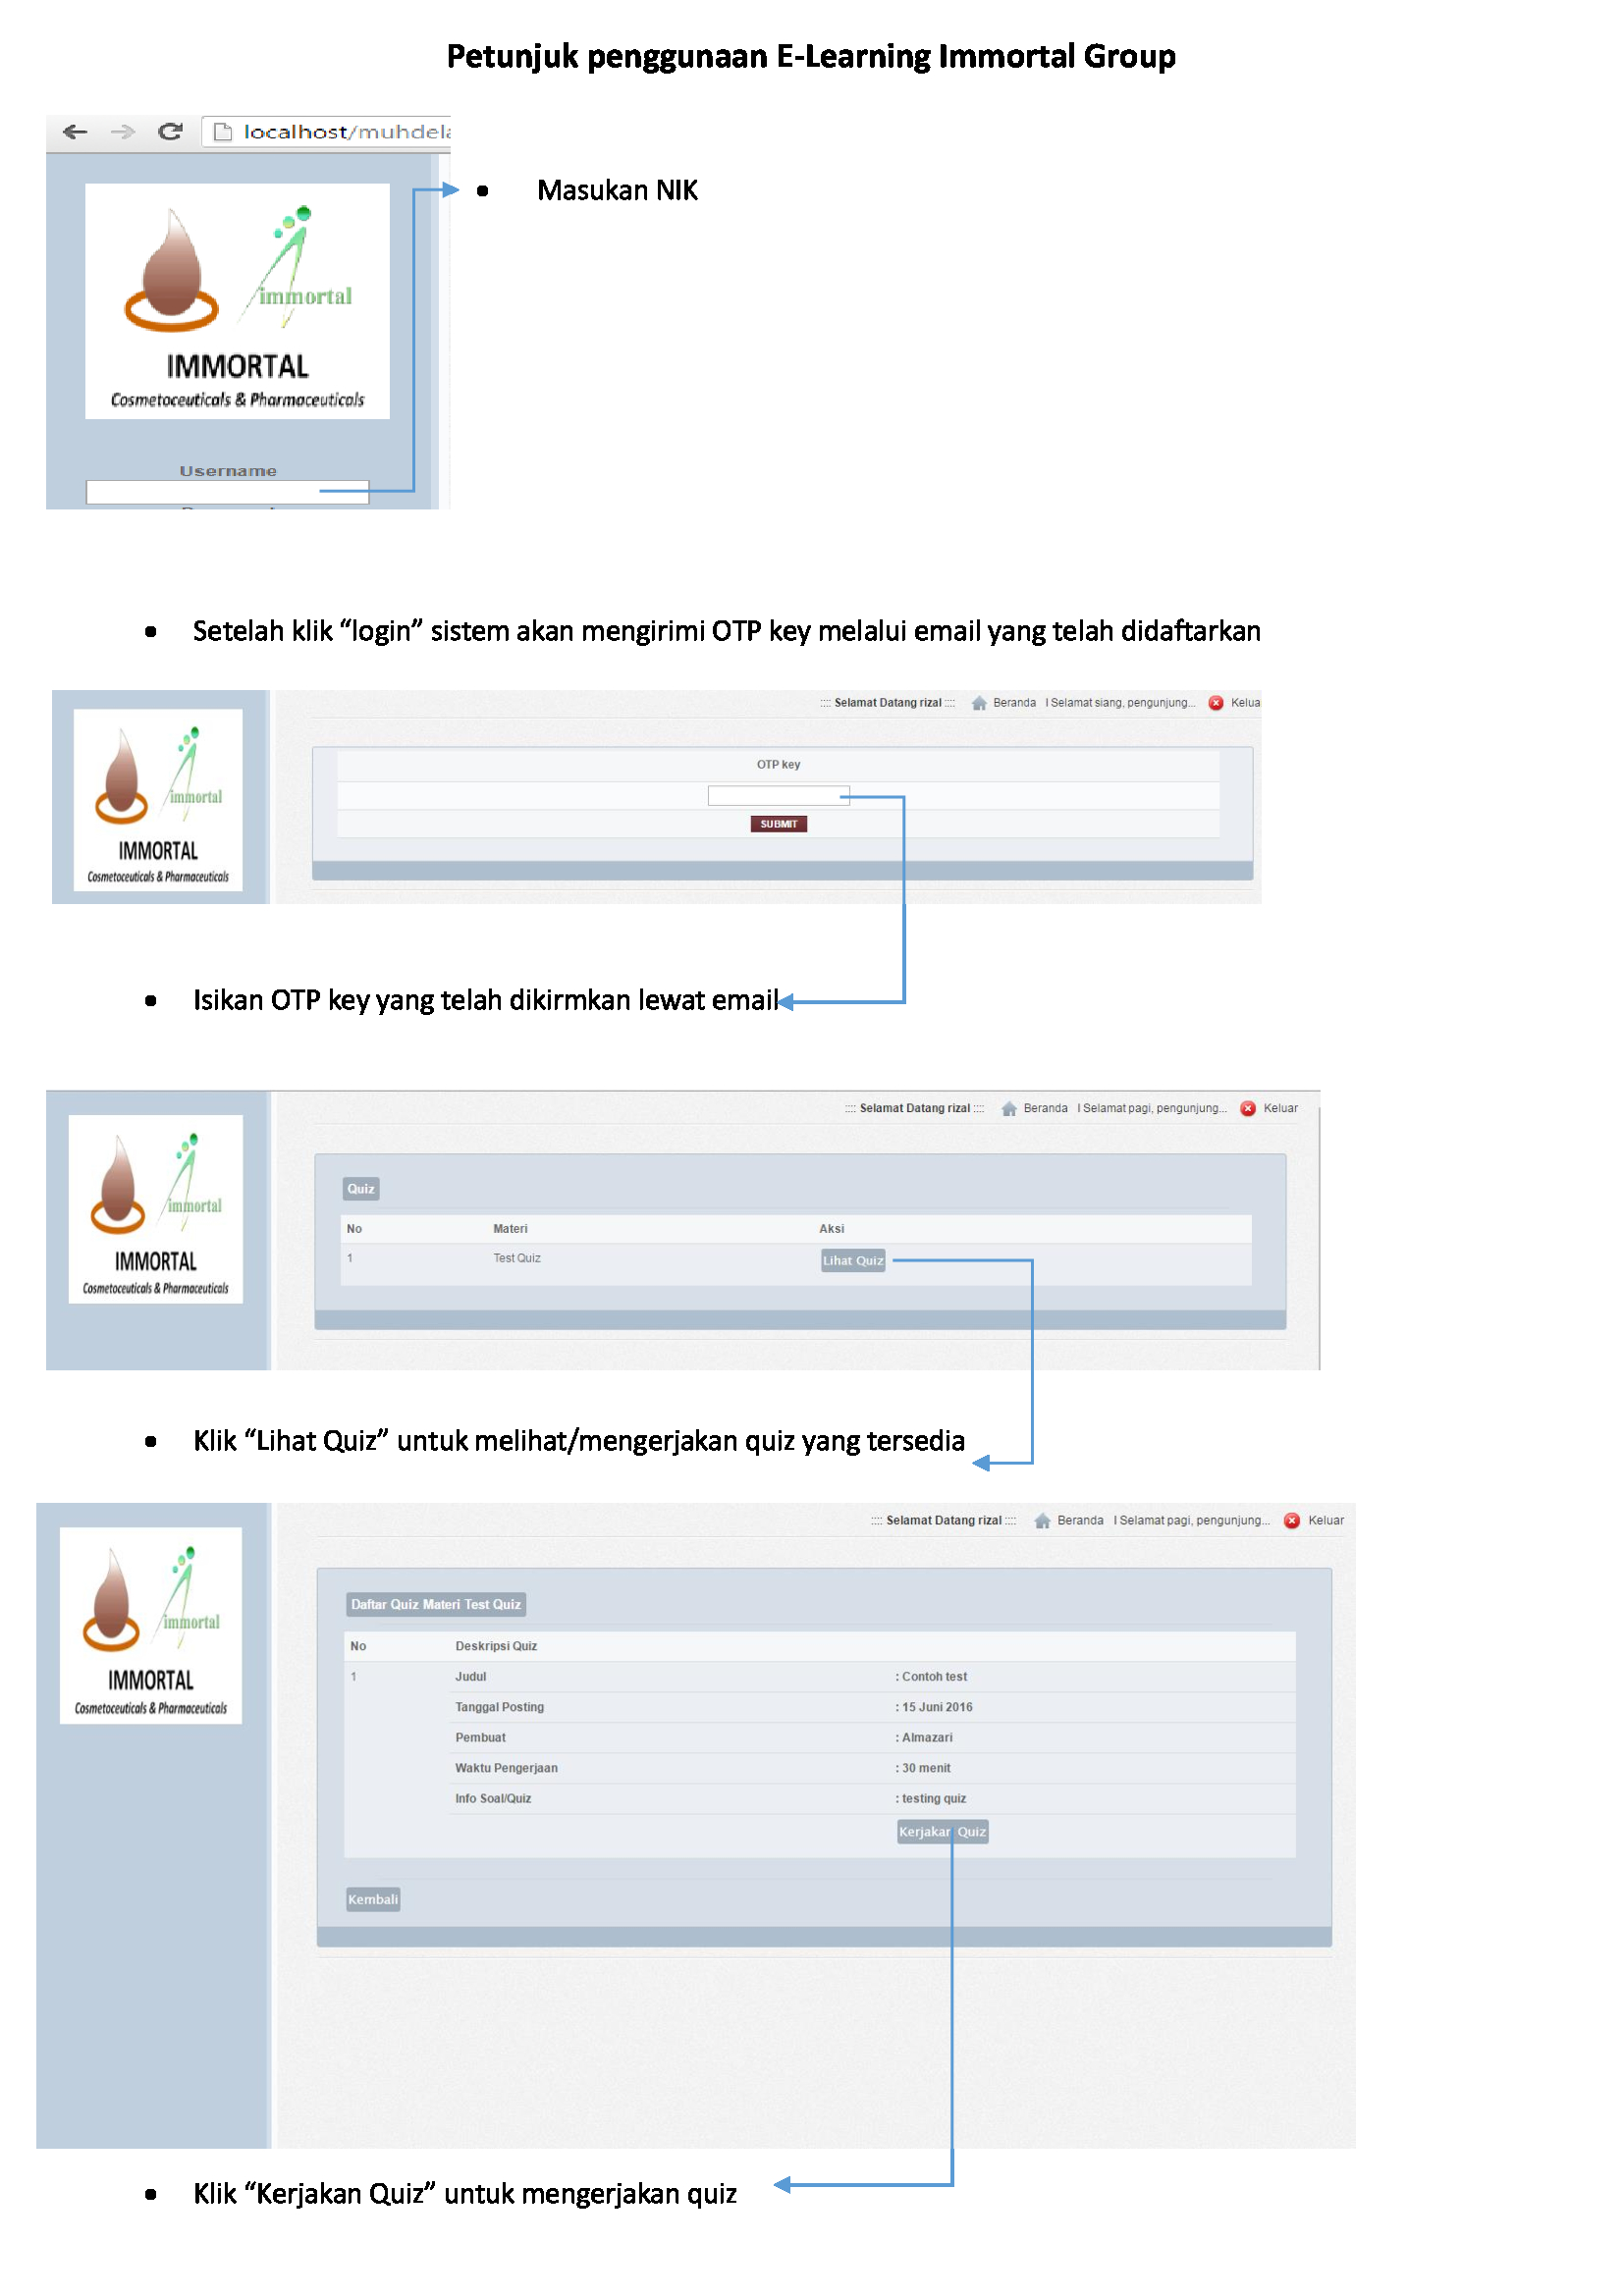 Petunjuk penggunaan E-Learning Immortal Group
localhost/muhdela
Masukan NIK
immortal
IMMORTAL
Cosmetoceuticals & Pharmaceuticals
Username
Setelah klik “login” sistem akan mengirimi OTP key melalui email yang telah didaftarkan
:::: Selamat Datang rizal :::: Beranda I Selamat siang, pengunjung... Kelua
immortal
IMMORTAL
Cosmetoceuticals & Pharmaceuticals
OTP key
SUBMIT
Isikan OTP key yang telah dikirmkan lewat email
:::: Selamat Datang rizal :::: Beranda I Selamat pagi, pengunjung... Keluar
immortal
IMMORTAL
Cosmetoceuticals & Pharmaceuticals
Quiz
No Materi Aksi
1 Test Quiz Lihat Quiz
Klik “Lihat Quiz” untuk melihat/mengerjakan quiz yang tersedia
:::: Selamat Datang rizal :::: Beranda I Selamat pagi, pengunjung... Keluar
immortal
IMMORTAL
Cosmetoceuticals & Pharmaceuticals
Daftar Quiz Materi Test Quiz
No Deskripsi Quiz
1 Judul : Contoh test
Tanggal Posting : 15 Juni 2016
Pembuat : Almazari
Waktu Pengerjaan : 30 menit
Info Soal/Quiz : testing quiz
Kerjakan Quiz
Kembali
Klik “Kerjakan Quiz” untuk mengerjakan quiz